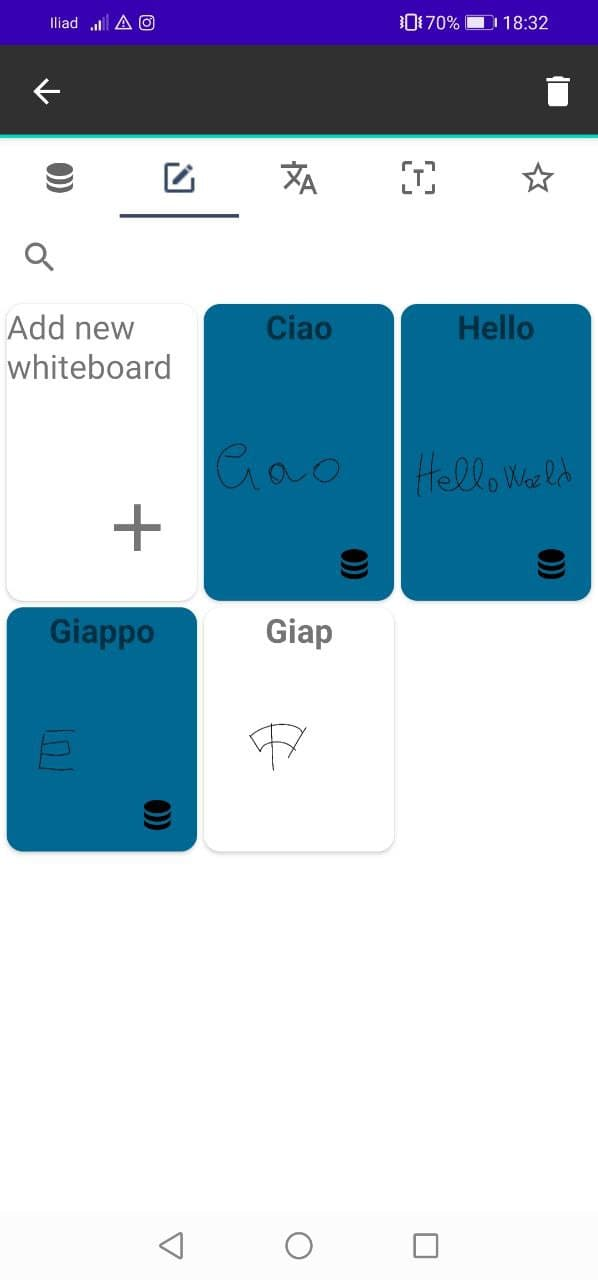 Iliad 70% 18:32
Add new
whiteboard
Ciao
Ciao
Hello
Hello World
Giappo
Giap